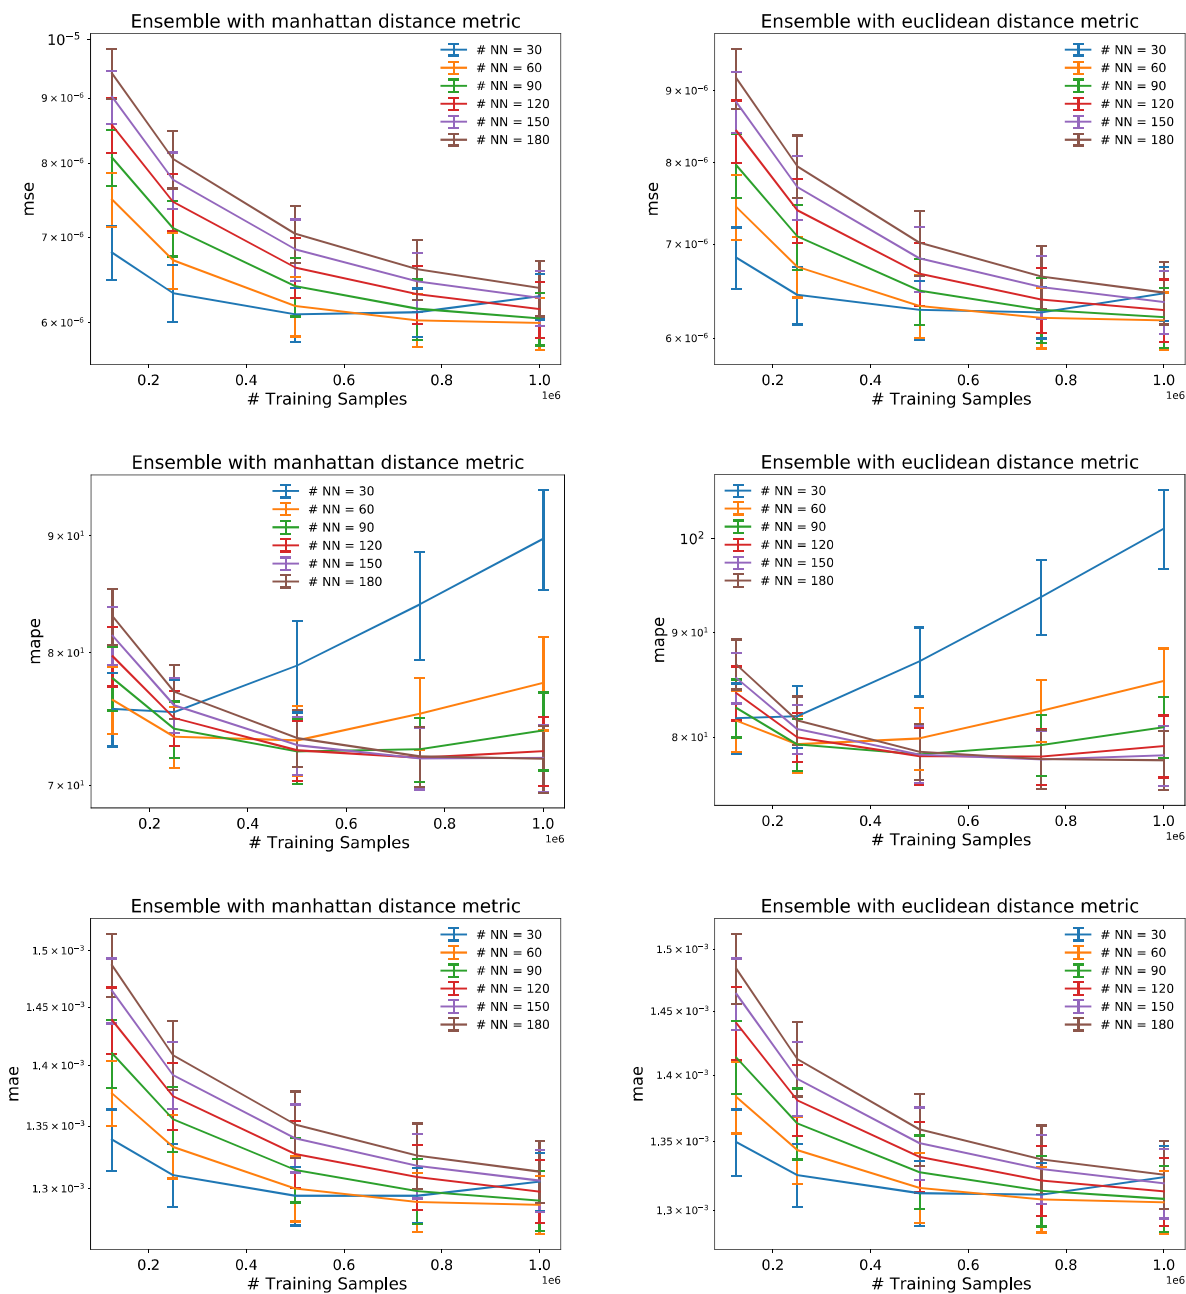 Ensemble with manhattan distance metric
10⁻⁵
9 × 10⁻⁶
8 × 10⁻⁶
7 × 10⁻⁶
6 × 10⁻⁶
mse
# NN = 30
# NN = 60
# NN = 90
# NN = 120
# NN = 150
# NN = 180
0.2 0.4 0.6 0.8 1.0
1e6
# Training Samples
Ensemble with euclidean distance metric
9 × 10⁻⁶
8 × 10⁻⁶
7 × 10⁻⁶
6 × 10⁻⁶
mse
# NN = 30
# NN = 60
# NN = 90
# NN = 120
# NN = 150
# NN = 180
0.2 0.4 0.6 0.8 1.0
1e6
# Training Samples
Ensemble with manhattan distance metric
9 × 10¹
8 × 10¹
7 × 10¹
mape
# NN = 30
# NN = 60
# NN = 90
# NN = 120
# NN = 150
# NN = 180
0.2 0.4 0.6 0.8 1.0
1e6
# Training Samples
Ensemble with euclidean distance metric
10²
9 × 10¹
8 × 10¹
mape
# NN = 30
# NN = 60
# NN = 90
# NN = 120
# NN = 150
# NN = 180
0.2 0.4 0.6 0.8 1.0
1e6
# Training Samples
Ensemble with manhattan distance metric
1.5 × 10⁻³
1.45 × 10⁻³
1.4 × 10⁻³
1.35 × 10⁻³
1.3 × 10⁻³
mae
# NN = 30
# NN = 60
# NN = 90
# NN = 120
# NN = 150
# NN = 180
0.2 0.4 0.6 0.8 1.0
1e6
# Training Samples
Ensemble with euclidean distance metric
1.5 × 10⁻³
1.45 × 10⁻³
1.4 × 10⁻³
1.35 × 10⁻³
1.3 × 10⁻³
mae
# NN = 30
# NN = 60
# NN = 90
# NN = 120
# NN = 150
# NN = 180
0.2 0.4 0.6 0.8 1.0
1e6
# Training Samples